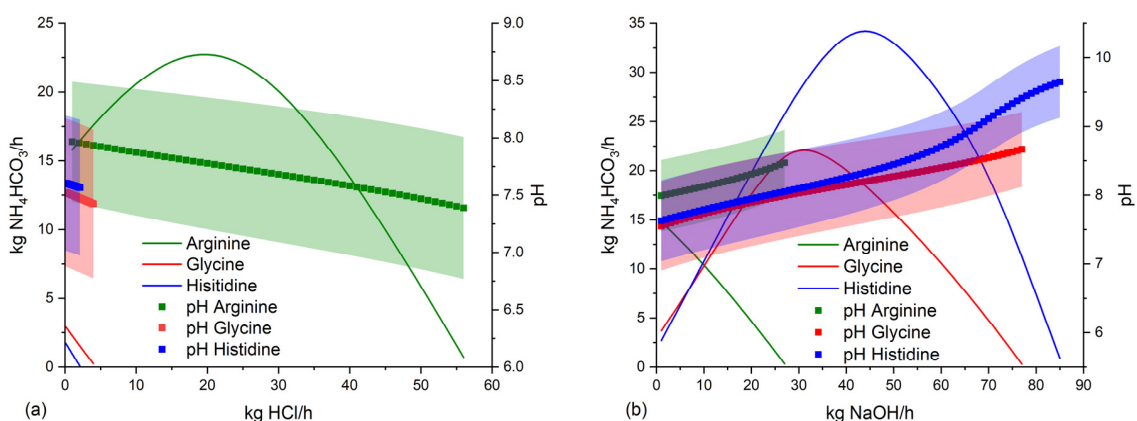 25
20
15
10
5
0
kg NH₄HCO₃/h
9.0
8.5
8.0
7.5
7.0
6.5
6.0
pH
Arginine
Glycine
Hisitidine
pH Arginine
pH Glycine
pH Histidine
0 10 20 30 40 50 60
(a) kg HCl/h
35
30
25
20
15
10
5
0
kg NH₄HCO₃/h
10
9
8
7
6
pH
Arginine
Glycine
Histidine
pH Arginine
pH Glycine
pH Histidine
0 10 20 30 40 50 60 70 80 90
(b) kg NaOH/h